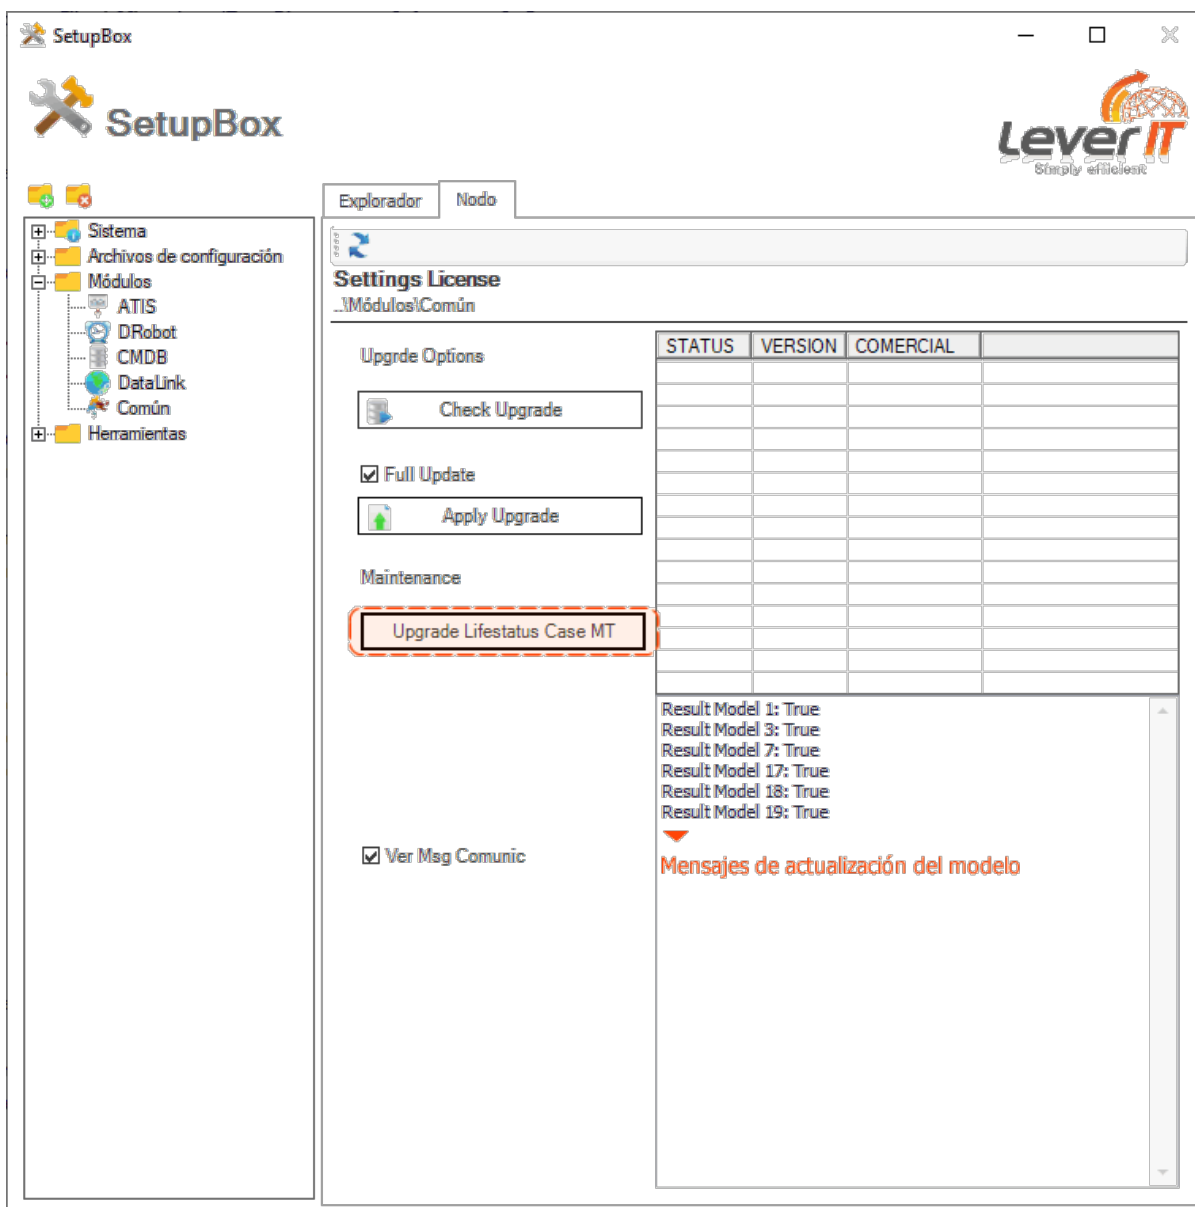 SetupBox
SetupBox
Lever IT
Simply efficient
Explorador
Nodo
Sistema
Archivos de configuración
Módulos
ATIS
DRobot
CMDB
DataLink
Común
Herramientas
Settings License
..\Módulos\Común
Upgrde Options
Check Upgrade
Full Update
Apply Upgrade
Maintenance
Upgrade Lifestatus Case MT
Ver Msg Comunic
STATUS VERSION COMERCIAL
Result Model 1: True
Result Model 3: True
Result Model 7: True
Result Model 17: True
Result Model 18: True
Result Model 19: True
Mensajes de actualización del modelo